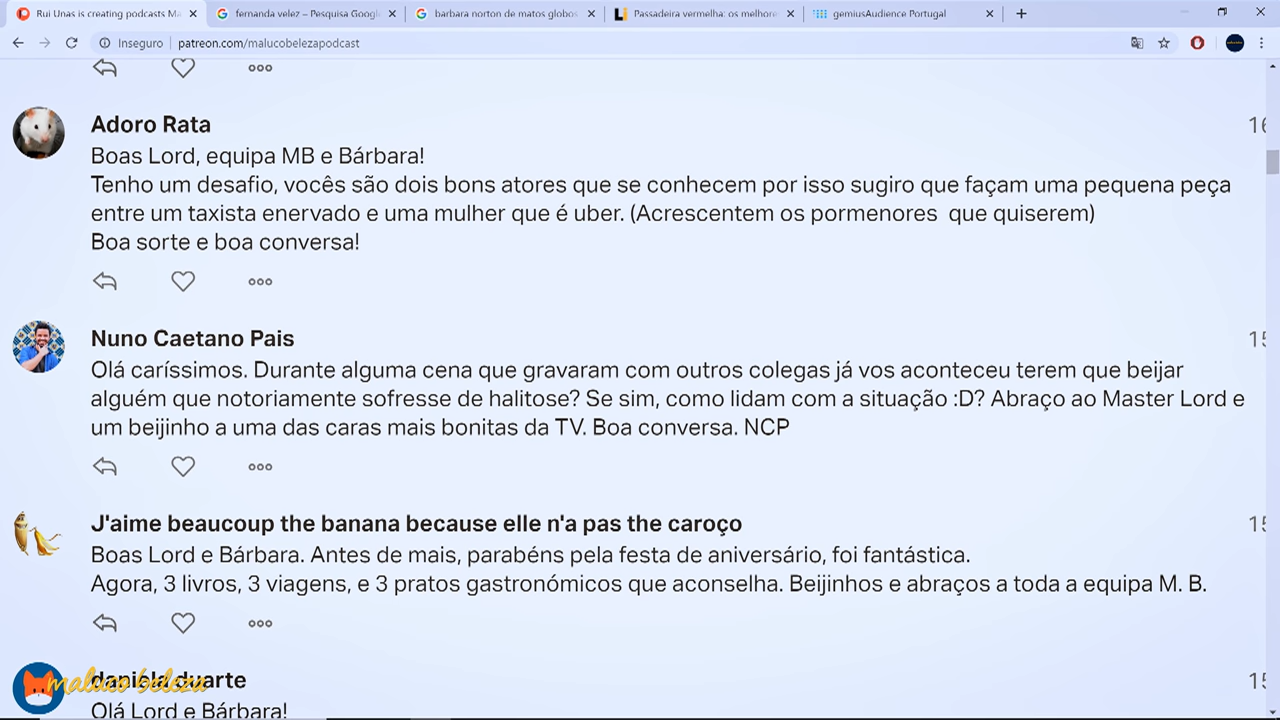 Rui Unas is creating podcasts Ma
fernanda velez – Pesquisa Googl
barbara norton de matos globos
Passadeira vermelha: os melhore
gemiusAudience Portugal
Inseguro | patreon.com/malucobelezapodcast
Adoro Rata
16
Boas Lord, equipa MB e Bárbara!
Tenho um desafio, vocês são dois bons atores que se conhecem por isso sugiro que façam uma pequena peça
entre um taxista enervado e uma mulher que é uber. (Acrescentem os pormenores que quiserem)
Boa sorte e boa conversa!
Nuno Caetano Pais
15
Olá caríssimos. Durante alguma cena que gravaram com outros colegas já vos aconteceu terem que beijar
alguém que notoriamente sofresse de halitose? Se sim, como lidam com a situação :D? Abraço ao Master Lord e
um beijinho a uma das caras mais bonitas da TV. Boa conversa. NCP
J'aime beaucoup the banana because elle n'a pas the caroço
15
Boas Lord e Bárbara. Antes de mais, parabéns pela festa de aniversário, foi fantástica.
Agora, 3 livros, 3 viagens, e 3 pratos gastronómicos que aconselha. Beijinhos e abraços a toda a equipa M. B.
daniéla duarte
15
maluco beleza
Olá Lord e Bárbara!